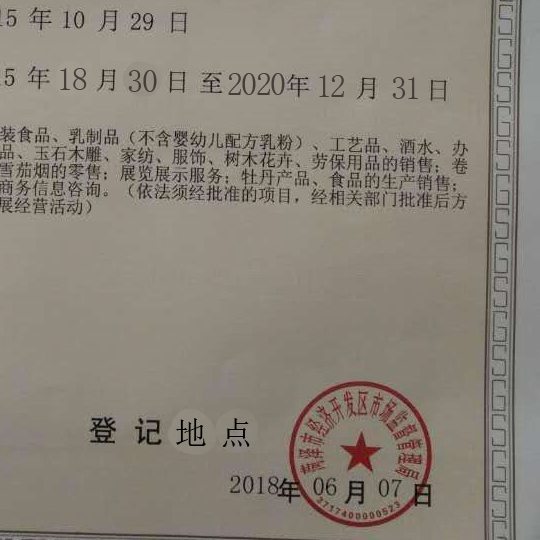 15 年 10 月 29 日
15 年 18 月 30 日 至 2020年 12 月 31 日
装食品、乳制品（不含婴幼儿配方乳粉）、工艺品、酒水、办
品、玉石木雕、家纺、服饰、树木花卉、劳保用品的销售；卷
雪茄烟的零售；展览展示服务；牡丹产品、食品的生产销售；
商务信息咨询。（依法须经批准的项目，经相关部门批准后方
展经营活动）
菏泽市经济开发区市场监督管理局
登 记 地 点
2018年 06 月 07 日
3717400000523